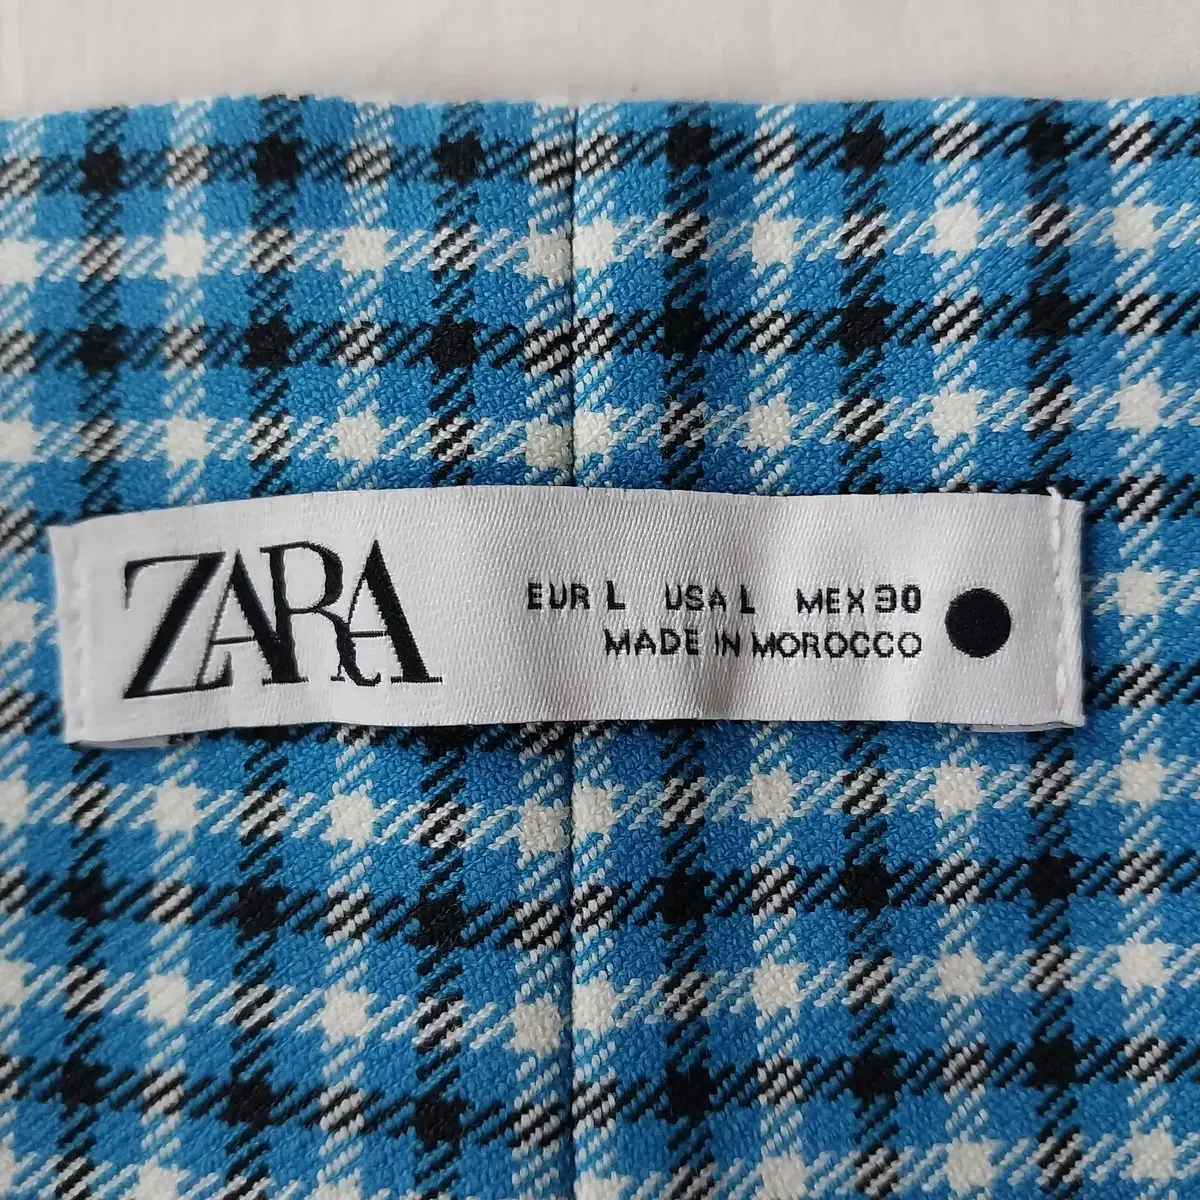 ZARA
EUR L USA L MEX 30
MADE IN MOROCCO